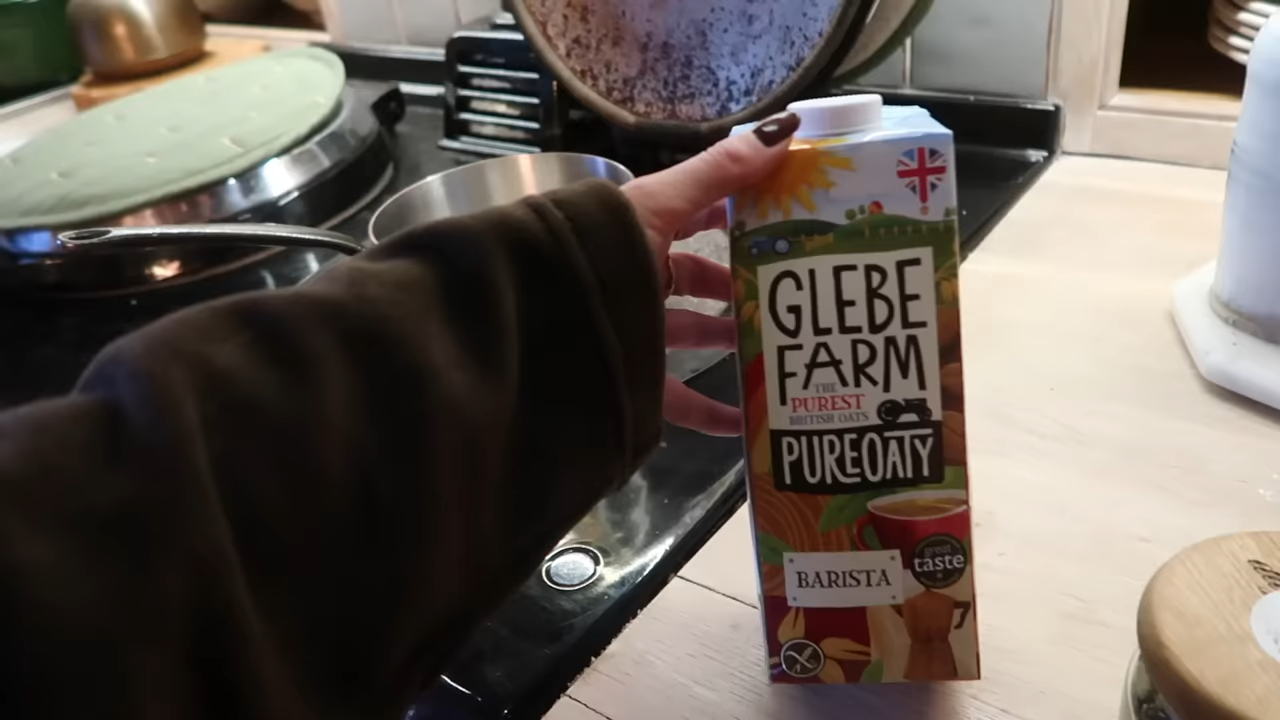 GLEBE
FARM
THE
PUREST
BRITISH OATS
PUREOATY
great
taste
BARISTA